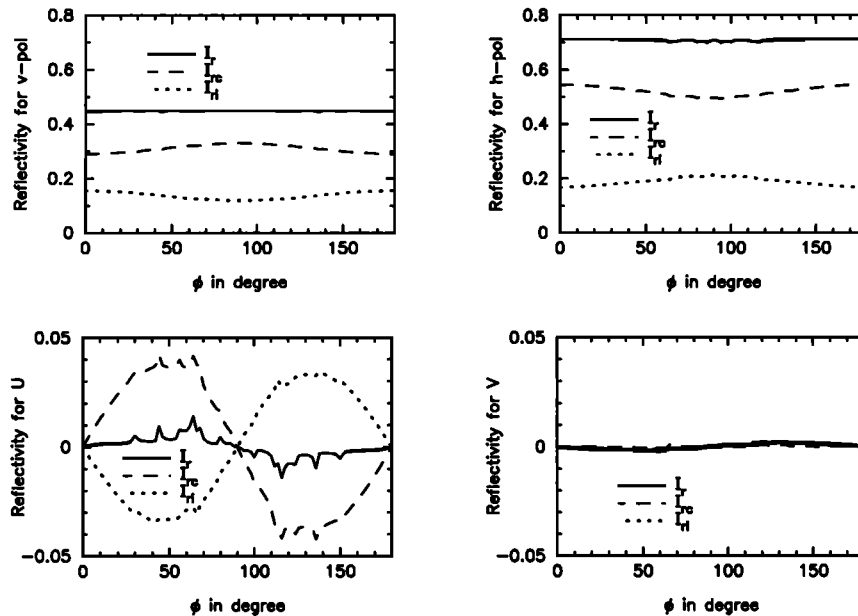 Reflectivity for v-pol
0.8
0.6
0.4
0.2
0
I_r
I_rc
I_ri
0 50 100 150
ϕ in degree
Reflectivity for h-pol
0.8
0.6
0.4
0.2
0
I_r
I_rc
I_ri
0 50 100 150
ϕ in degree
Reflectivity for U
0.05
0
-0.05
I_r
I_rc
I_ri
0 50 100 150
ϕ in degree
Reflectivity for V
0.05
0
-0.05
I_r
I_rc
I_ri
0 50 100 150
ϕ in degree